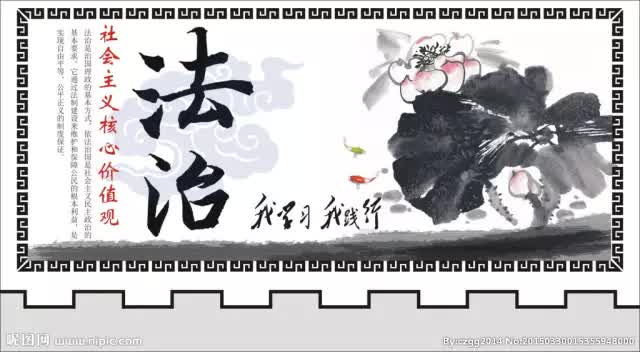 社会主义核心价值观
法治是治国理政的基本方式，依法治国是社会主义民主政治的
基本要求。它通过法制建设来维护和保障公民的根本利益，是
实现自由平等、公平正义的制度保证。
法治
我学习 我践行
昵图网 www.nipic.com
By:czqg2014 No:20150330015355948000